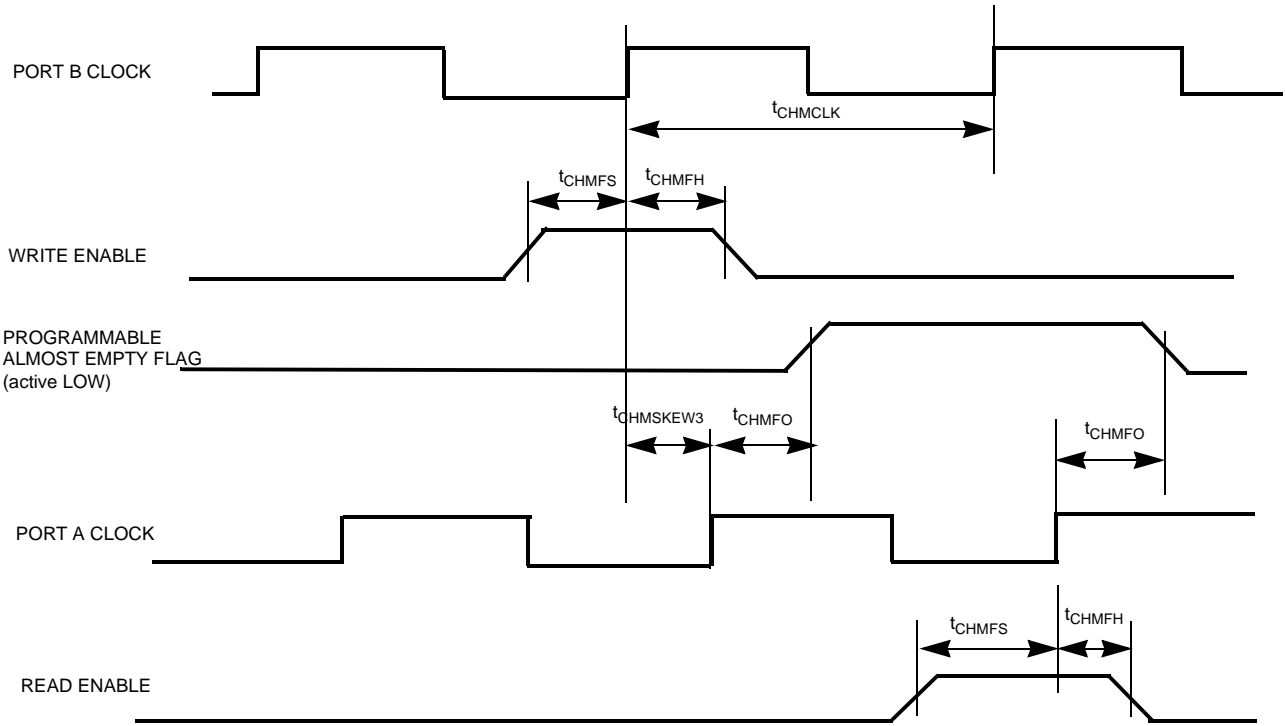 PORT B CLOCK
tCHMCLK
tCHMFS
tCHMFH
WRITE ENABLE
PROGRAMMABLE
ALMOST EMPTY FLAG
(active LOW)
tCHMSKEW3
tCHMFO
tCHMFO
PORT A CLOCK
tCHMFS
tCHMFH
READ ENABLE